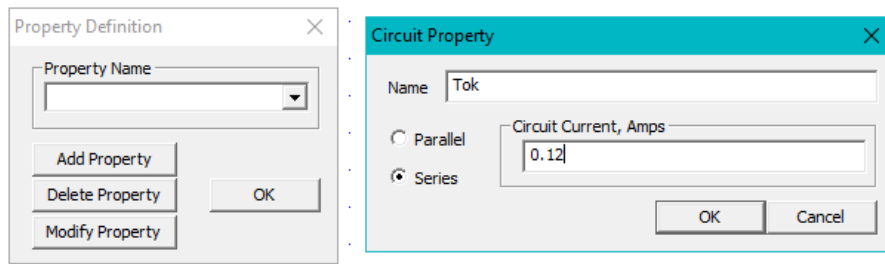 Property Definition
Property Name
Add Property
Delete Property
OK
Modify Property
Circuit Property
Name
Tok
Parallel
Series
Circuit Current, Amps
0.12
OK
Cancel